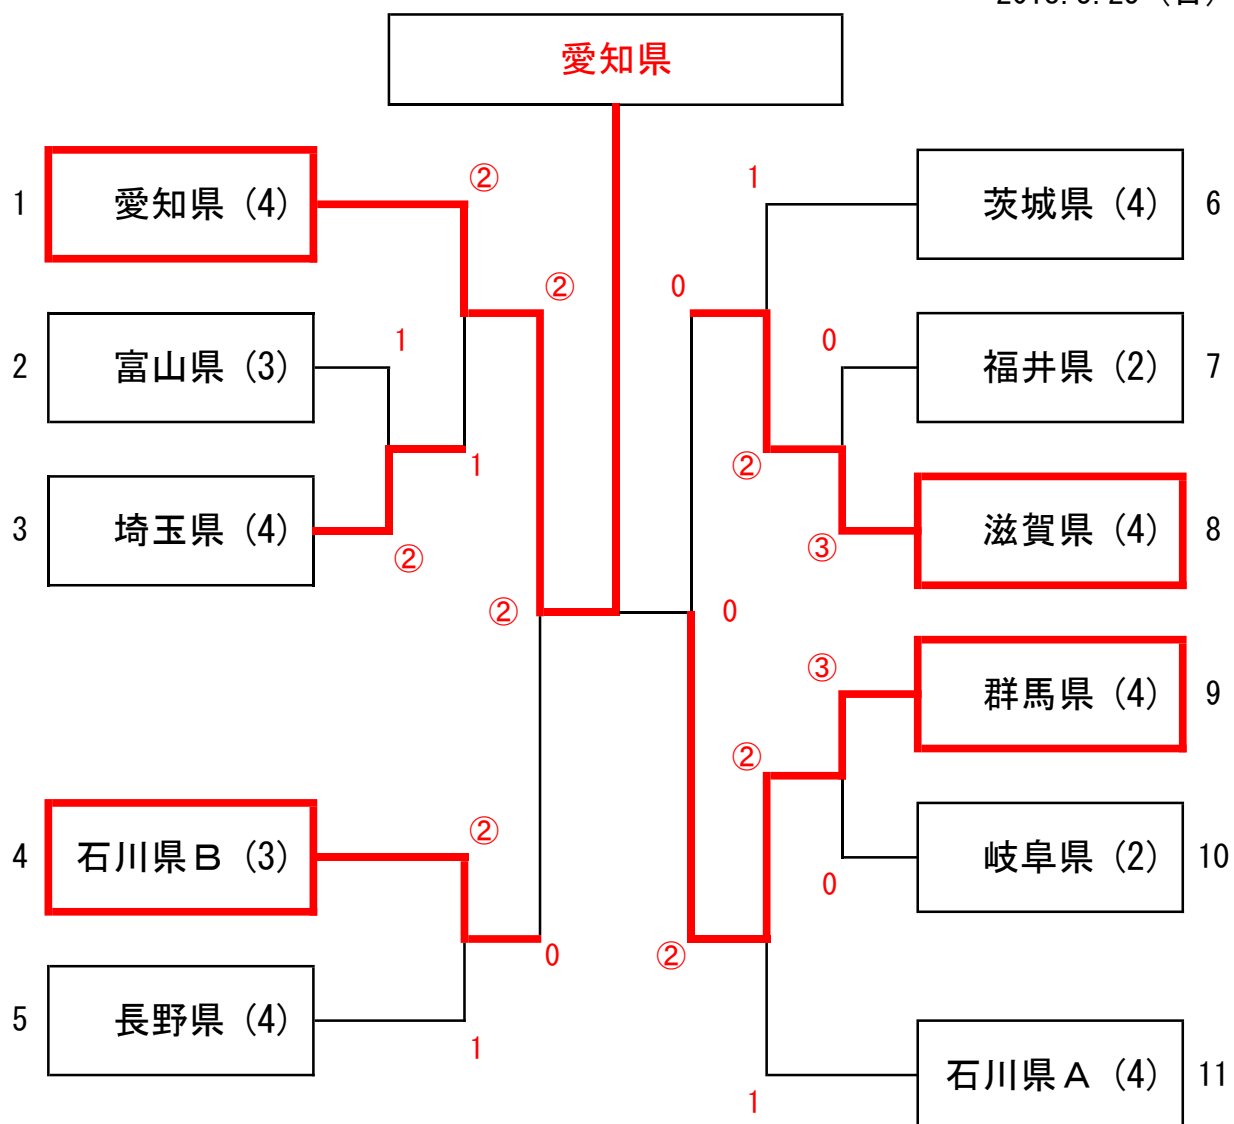 愛知県
1 愛知県 (4) ② 1 茨城県 (4) 6
② 0
2 富山県 (3) 1 0 福井県 (2) 7
1 ②
3 埼玉県 (4) ② ③ 滋賀県 (4) 8
② 0
③ 群馬県 (4) 9
②
4 石川県B (3) ② 0 岐阜県 (2) 10
0 ②
5 長野県 (4) 1
1 石川県A (4) 11